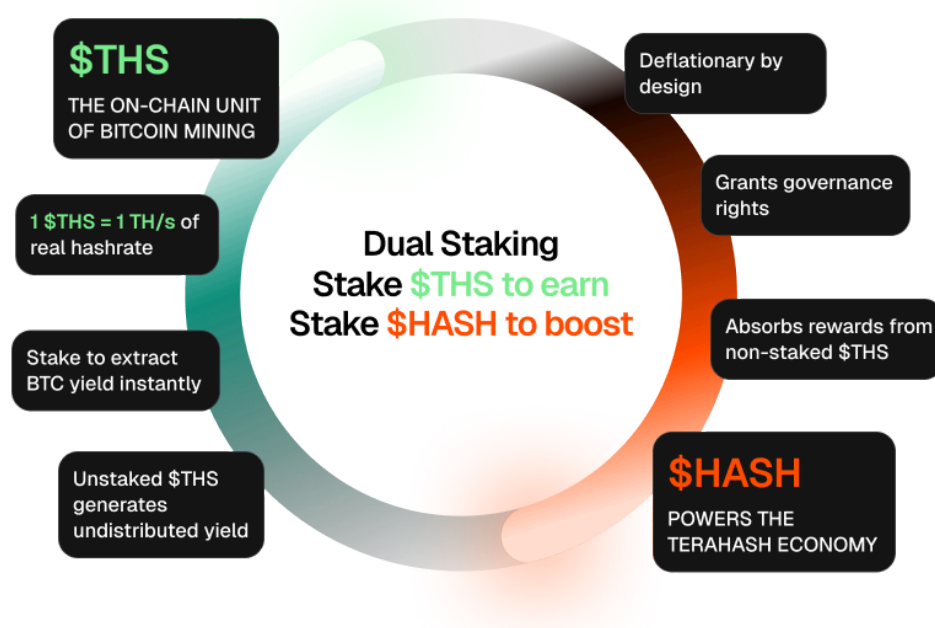 $THS
THE ON-CHAIN UNIT
OF BITCOIN MINING
1 $THS = 1 TH/s of
real hashrate
Stake to extract
BTC yield instantly
Unstaked $THS
generates
undistributed yield
Dual Staking
Stake $THS to earn
Stake $HASH to boost
Deflationary by
design
Grants governance
rights
Absorbs rewards from
non-staked $THS
$HASH
POWERS THE
TERAHASH ECONOMY